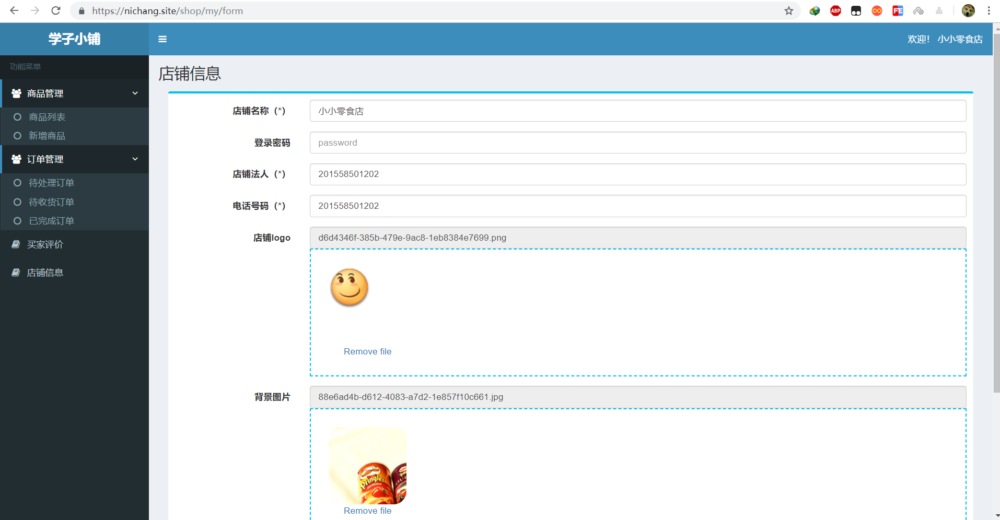 https://nichang.site/shop/my/form
ABP
FE
学子小铺
欢迎！ 小小零食店
功能菜单
商品管理
商品列表
新增商品
订单管理
待处理订单
待收货订单
已完成订单
买家评价
店铺信息
店铺信息
店铺名称（*）
小小零食店
登录密码
password
店铺法人（*）
201558501202
电话号码（*）
201558501202
店铺logo
d6d4346f-385b-479e-9ac8-1eb8384e7699.png
Remove file
背景图片
88e6ad4b-d612-4083-a7d2-1e857f10c661.jpg
Pringles
PAPRIKA
Remove file